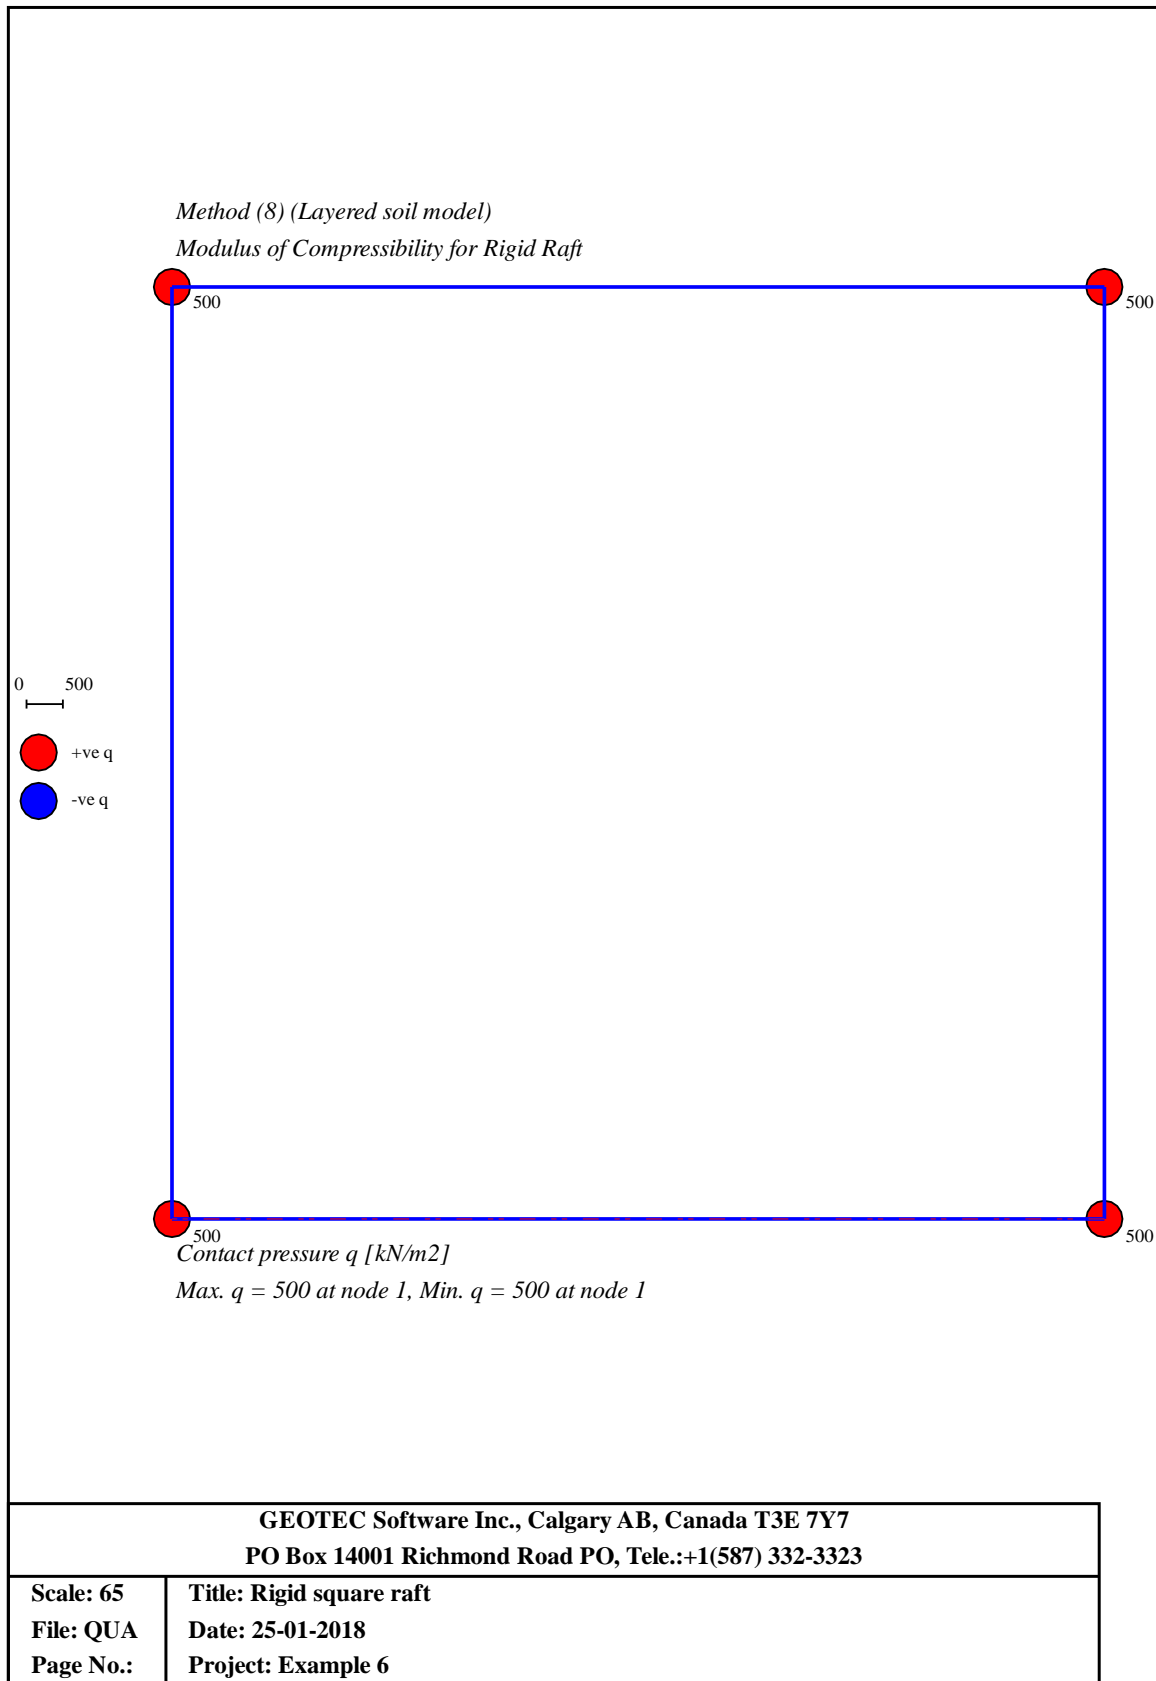 Method (8) (Layered soil model)
Modulus of Compressibility for Rigid Raft
500
500
0 500
+ve q
-ve q
500
500
Contact pressure q [kN/m2]
Max. q = 500 at node 1, Min. q = 500 at node 1
GEOTEC Software Inc., Calgary AB, Canada T3E 7Y7
PO Box 14001 Richmond Road PO, Tele.:+1(587) 332-3323
Scale: 65
Title: Rigid square raft
File: QUA
Date: 25-01-2018
Page No.:
Project: Example 6